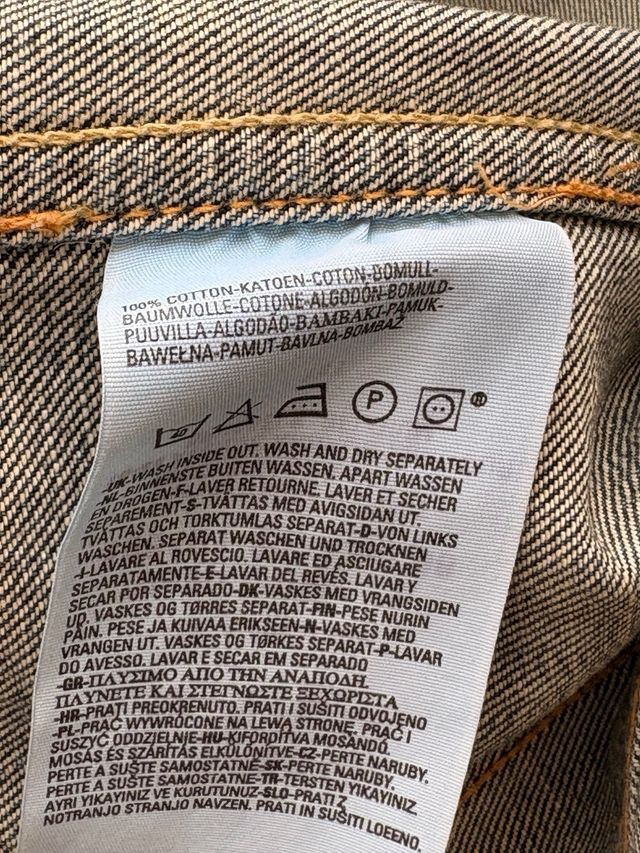 100% COTTON-KATOEN-COTON-BOMULL-
BAUMWOLLE-COTONE-ALGODÓN-BOMULD-
PUUVILLA-ALGODÃO-BAMBAKI-PAMUK-
BAWEŁNA-PAMUT-BAVLNA-BOMBAŽ
40 P ®
-UK-WASH INSIDE OUT. WASH AND DRY SEPARATELY
-NL-BINNENSTE BUITEN WASSEN. APART WASSEN
EN DROGEN-F-LAVER RETOURNE. LAVER ET SECHER
SEPAREMENT-S-TVÄTTAS MED AVIGSIDAN UT.
TVÄTTAS OCH TORKTUMLAS SEPARAT-D-VON LINKS
WASCHEN. SEPARAT WASCHEN UND TROCKNEN
-I-LAVARE AL ROVESCIO. LAVARE ED ASCIUGARE
SEPARATAMENTE-E-LAVAR DEL REVÉS. LAVAR Y
SECAR POR SEPARADO-DK-VASKES MED VRANGSIDEN
UD. VASKES OG TØRRES SEPARAT-FIN-PESE NURIN
PÄIN. PESE JA KUIVAA ERIKSEEN-N-VASKES MED
VRANGEN UT. VASKES OG TØRKES SEPARAT-P-LAVAR
DO AVESSO. LAVAR E SECAR EM SEPARADO
-GR-ΠΛΥΣΙΜΟ ΑΠΟ ΤΗΝ ΑΝΑΠΟΔΗ.
ΠΛΥΝΕΤΕ ΚΑΙ ΣΤΕΓΝΩΣΤΕ ΞΕΧΩΡΙΣΤΑ
-HR-PRATI PREOKRENUTO. PRATI I SUŠITI ODVOJENO
-PL-PRAĆ WYWRÓCONE NA LEWĄ STRONĘ. PRAĆ I
SUSZYĆ ODDZIELNIE-HU-KIFORDÍTVA MOSANDÓ.
MOSÁS ÉS SZÁRÍTÁS ELKÜLÖNÍTVE-CZ-PERTE NARUBY.
PERTE A SUŠTE SAMOSTATNE-SK-PERTE NARUBY.
PERTE A SUŠTE SAMOSTATNE-TR-TERSTEN YIKAYINIZ.
AYRI YIKAYINIZ VE KURUTUNUZ-SLO-PRATI Z
NOTRANJO STRANJO NAVZEN. PRATI IN SUŠITI LOEENO.